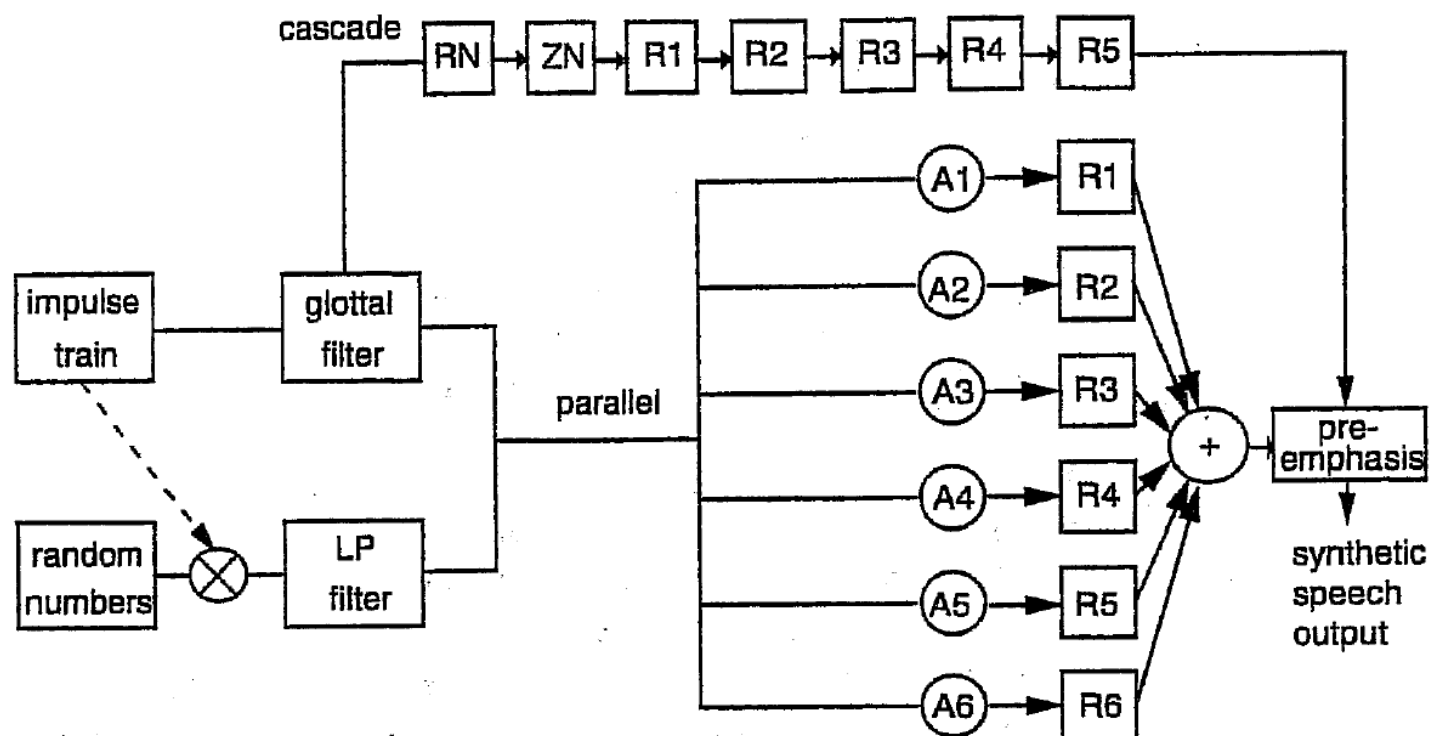 cascade
RN
ZN
R1
R2
R3
R4
R5
A1
R1
A2
R2
impulse
train
glottal
filter
A3
R3
parallel
+
pre-
emphasis
A4
R4
random
numbers
LP
filter
synthetic
speech
output
A5
R5
A6
R6